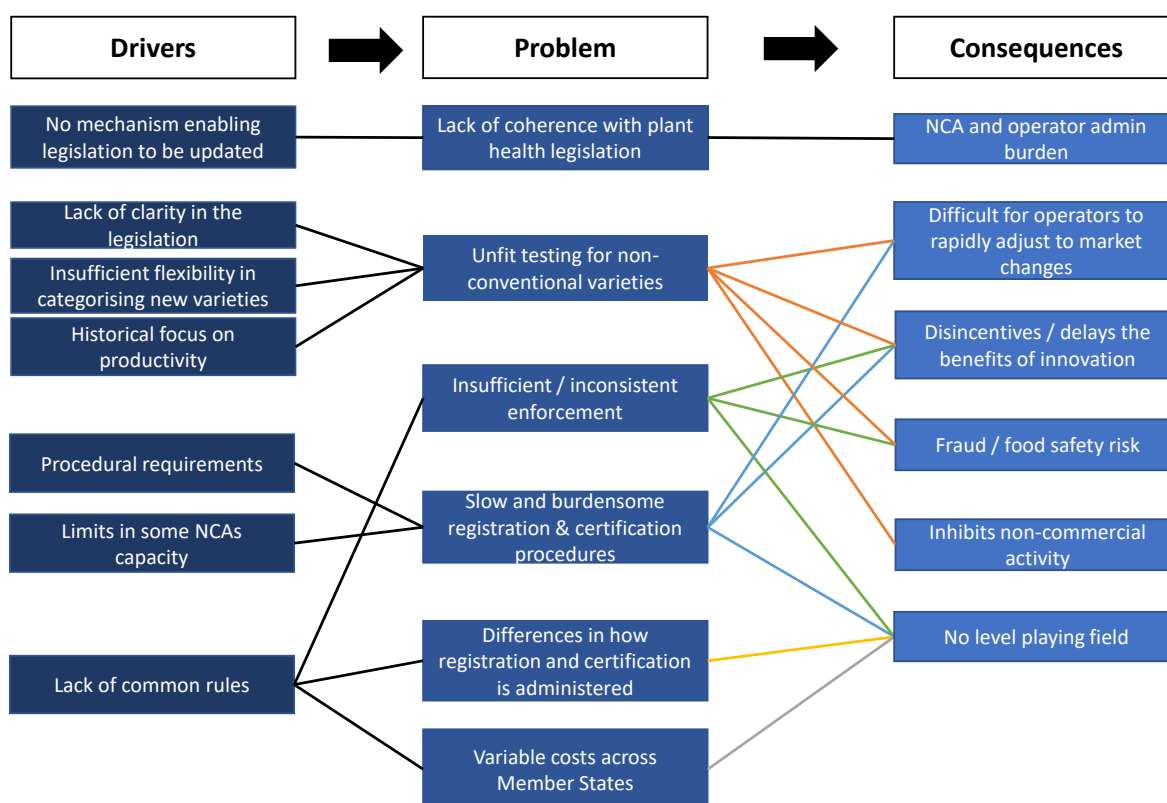 Drivers
Problem
Consequences
No mechanism enabling
legislation to be updated
Lack of coherence with plant
health legislation
NCA and operator admin
burden
Lack of clarity in the
legislation
Insufficient flexibility in
categorising new varieties
Historical focus on
productivity
Unfit testing for non-
conventional varieties
Difficult for operators to
rapidly adjust to market
changes
Disincentives / delays the
benefits of innovation
Insufficient / inconsistent
enforcement
Fraud / food safety risk
Procedural requirements
Limits in some NCAs
capacity
Slow and burdensome
registration & certification
procedures
Inhibits non-commercial
activity
Lack of common rules
Differences in how
registration and certification
is administered
No level playing field
Variable costs across
Member States